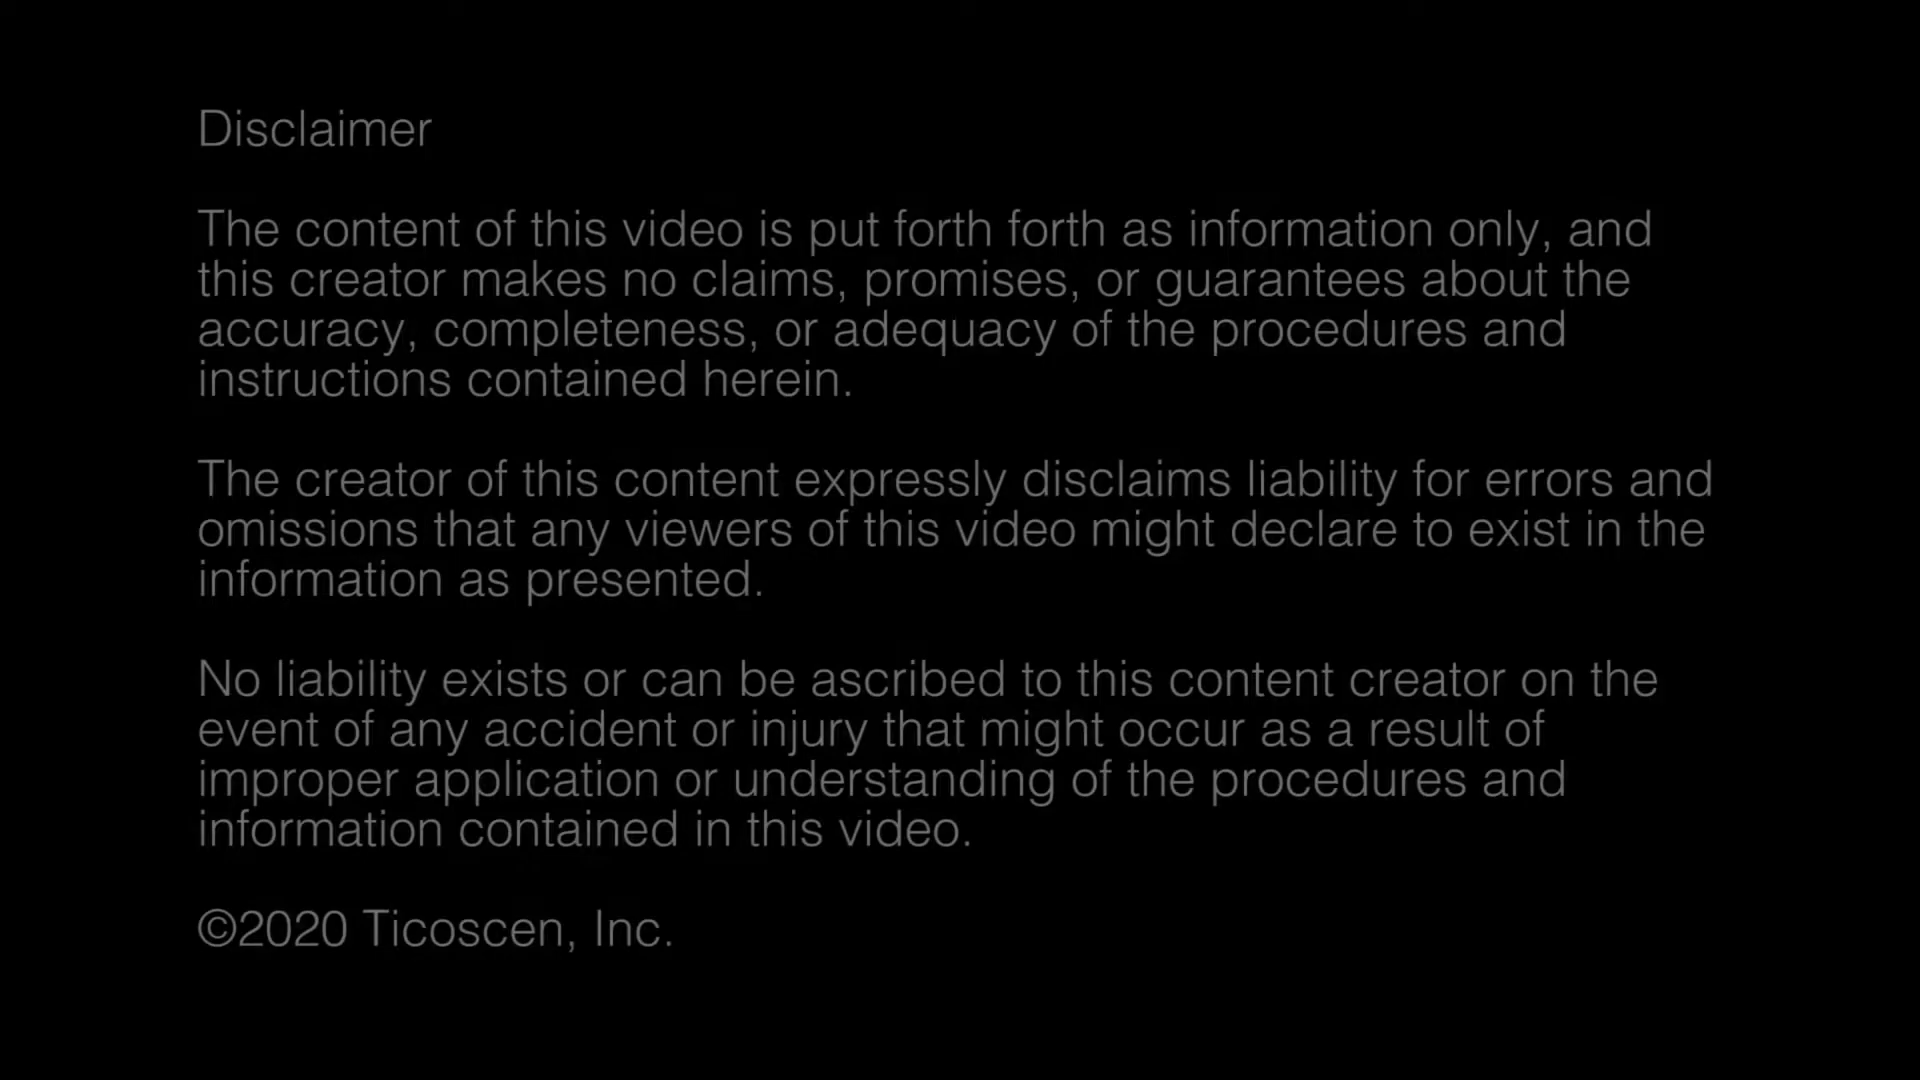 Disclaimer
The content of this video is put forth forth as information only, and
this creator makes no claims, promises, or guarantees about the
accuracy, completeness, or adequacy of the procedures and
instructions contained herein.
The creator of this content expressly disclaims liability for errors and
omissions that any viewers of this video might declare to exist in the
information as presented.
No liability exists or can be ascribed to this content creator on the
event of any accident or injury that might occur as a result of
improper application or understanding of the procedures and
information contained in this video.
©2020 Ticoscen, Inc.